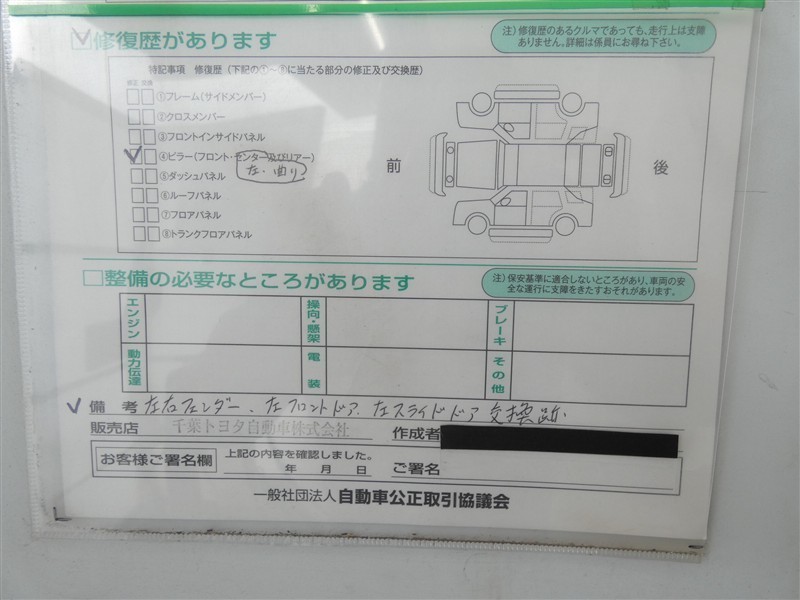 修復歴があります
注）修復歴のあるクルマであっても、走行上は支障
ありません。詳細は係員にお尋ね下さい。
特記事項　修復歴（下記の①～⑧に当たる部分の修正及び交換歴）
修正 交換
①フレーム（サイドメンバー）
②クロスメンバー
③フロントインサイドパネル
④ピラー（フロント・センター及びリアー）
左・曲り
⑤ダッシュパネル
⑥ルーフパネル
⑦フロアパネル
⑧トランクフロアパネル
前
後
整備の必要なところがあります
注）保安基準に適合しないところがあり、車両の安
全な運行に支障をきたすおそれがあります。
エンジン
操向・懸架
ブレーキ
動力伝達
電装
その他
備考 左右フェンダー、左フロントドア、左スライドドア 交換跡
販売店 千葉トヨタ自動車株式会社 作成者
お客様ご署名欄
上記の内容を確認しました。
年 月 日 ご署名
一般社団法人 自動車公正取引協議会